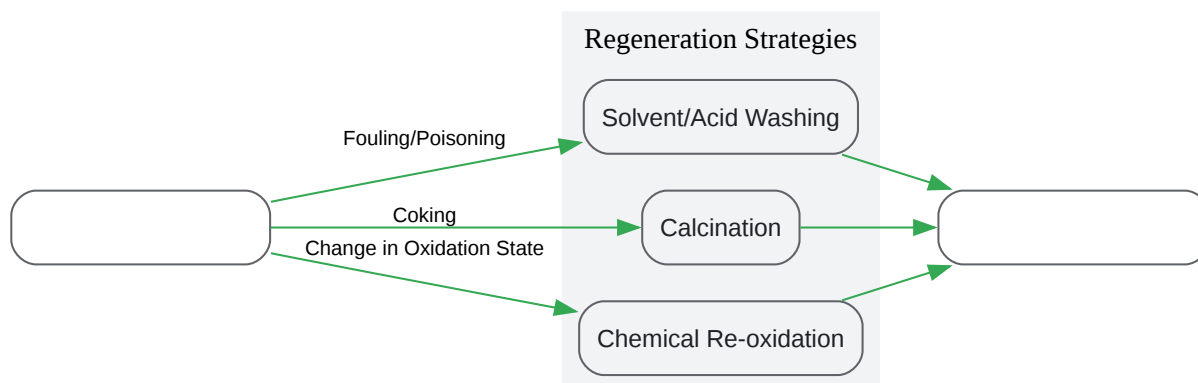 Regeneration Strategies
Solvent/Acid Washing
Fouling/Poisoning
Coking
Calcination
Change in Oxidation State
Chemical Re-oxidation